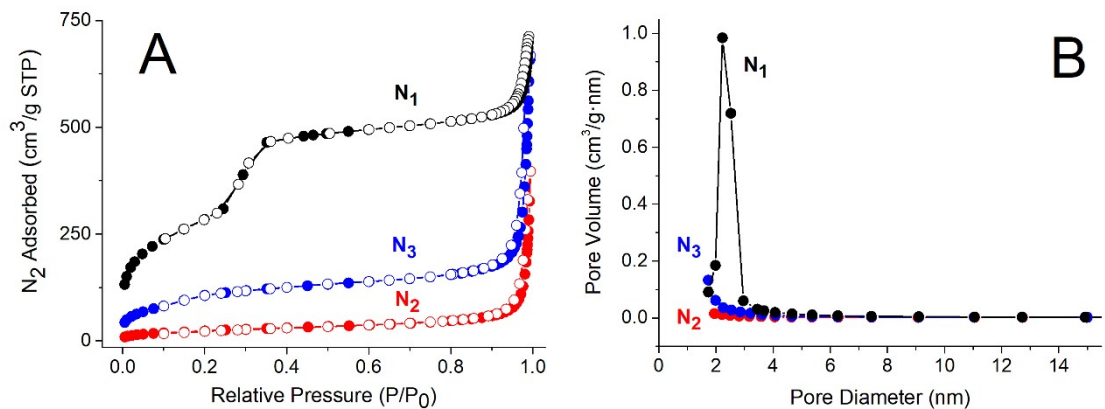 A
N₂ Adsorbed (cm³/g STP)
750
500
250
0
N₁
N₃
N₂
0.0 0.2 0.4 0.6 0.8 1.0
Relative Pressure (P/P₀)
B
Pore Volume (cm³/g·nm)
1.0
0.8
0.6
0.4
0.2
0.0
N₁
N₃
N₂
0 2 4 6 8 10 12 14
Pore Diameter (nm)